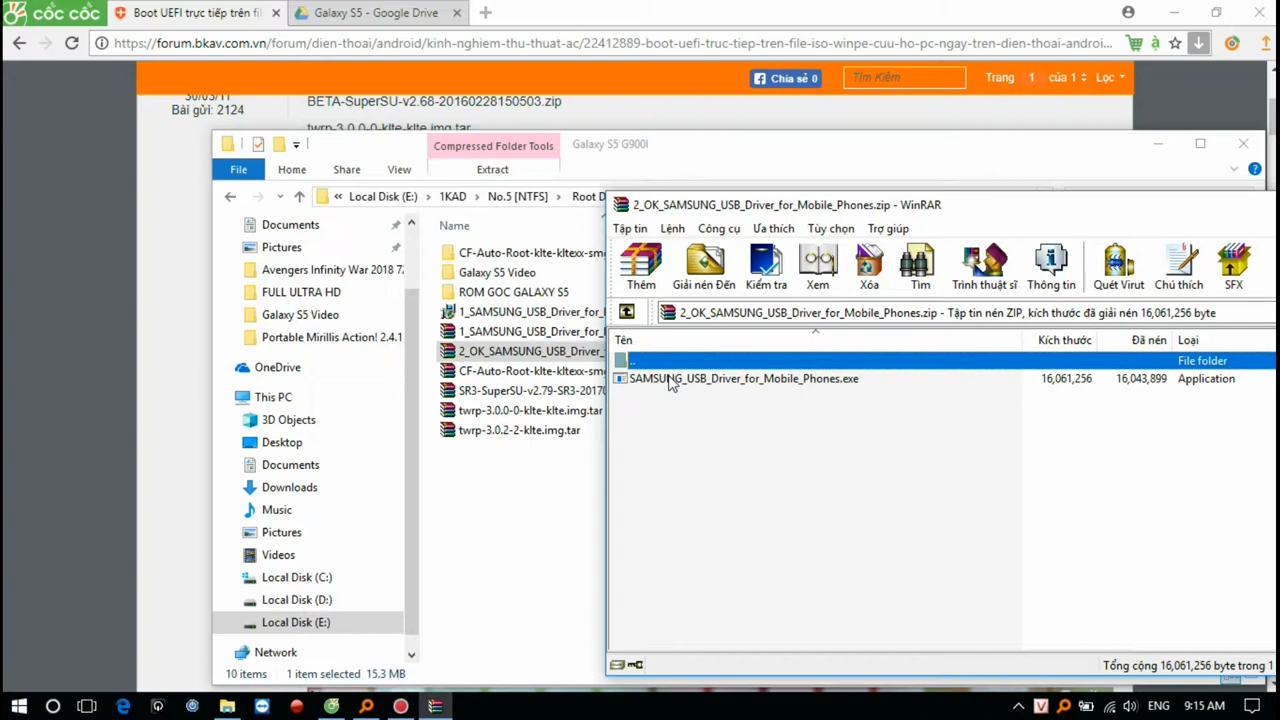 cốc cốc
Boot UEFI trực tiếp trên fi
Galaxy S5 - Google Drive
https://forum.bkav.com.vn/forum/dien-thoai/android/kinh-nghiem-thu-thuat-ac/22412889-boot-uefi-truc-tiep-tren-file-iso-winpe-cuu-ho-pc-ngay-tren-dien-thoai-androi...
Chia sẻ 0
Tìm Kiếm
Trang 1 của 1
Lọc
30/03/11
Bài gửi: 2124
BETA-SuperSU-v2.68-20160228150503.zip
twrp-3.0.0-0-klte-klte.img.tar
Compressed Folder Tools
Galaxy S5 G900I
File
Home
Share
View
Extract
« Local Disk (E:)
1KAD
No.5 [NTFS]
Root D
Documents
Pictures
Avengers Infinity War 2018 7.
FULL ULTRA HD
Galaxy S5 Video
Portable Mirillis Action! 2.4.1
OneDrive
This PC
3D Objects
Desktop
Documents
Downloads
Music
Pictures
Videos
Local Disk (C:)
Local Disk (D:)
Local Disk (E:)
Network
Name
CF-Auto-Root-klte-kltexx-sm
Galaxy S5 Video
ROM GOC GALAXY S5
1_SAMSUNG_USB_Driver_for_
1_SAMSUNG_USB_Driver_for_
2_OK_SAMSUNG_USB_Driver_
CF-Auto-Root-klte-kltexx-sm
SR3-SuperSU-v2.79-SR3-2017
twrp-3.0.0-0-klte-klte.img.tar
twrp-3.0.2-2-klte.img.tar
10 items
1 item selected 15.3 MB
2_OK_SAMSUNG_USB_Driver_for_Mobile_Phones.zip - WinRAR
Tập tin
Lệnh
Công cụ
Ưa thích
Tùy chọn
Trợ giúp
Thêm
Giải nén Đến
Kiểm tra
Xem
Xóa
Tìm
Trình thuật sĩ
Thông tin
Quét Virut
Chú thích
SFX
2_OK_SAMSUNG_USB_Driver_for_Mobile_Phones.zip - Tập tin nén ZIP, kích thước đã giải nén 16,061,256 byte
Tên
Kích thước
Đã nén
Loại
..
File folder
SAMSUNG_USB_Driver_for_Mobile_Phones.exe
16,061,256
16,043,899
Application
Tổng cộng 16,061,256 byte trong 1
ENG
9:15 AM